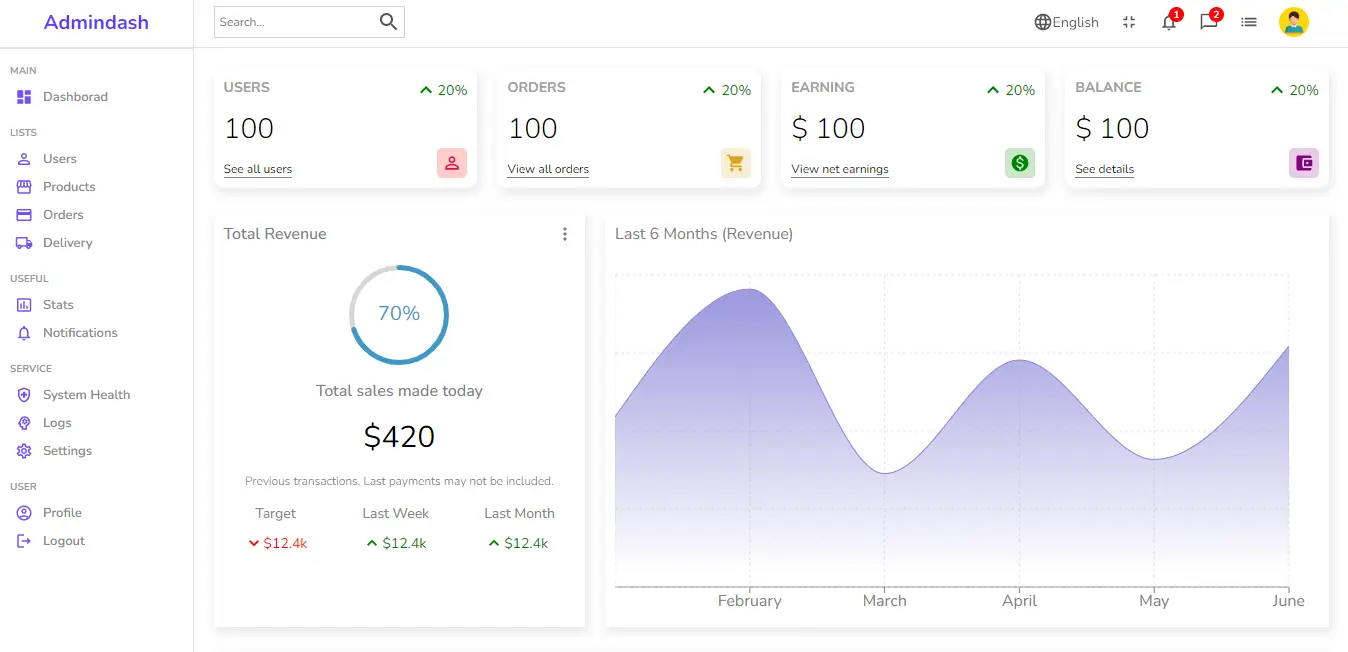 Admindash
Search...
English
1
2
MAIN
Dashborad
LISTS
Users
Products
Orders
Delivery
USEFUL
Stats
Notifications
SERVICE
System Health
Logs
Settings
USER
Profile
Logout
USERS
20%
100
See all users
ORDERS
20%
100
View all orders
EARNING
20%
$ 100
View net earnings
BALANCE
20%
$ 100
See details
Total Revenue
70%
Total sales made today
$420
Previous transactions. Last payments may not be included.
Target
Last Week
Last Month
$12.4k
$12.4k
$12.4k
Last 6 Months (Revenue)
February
March
April
May
June